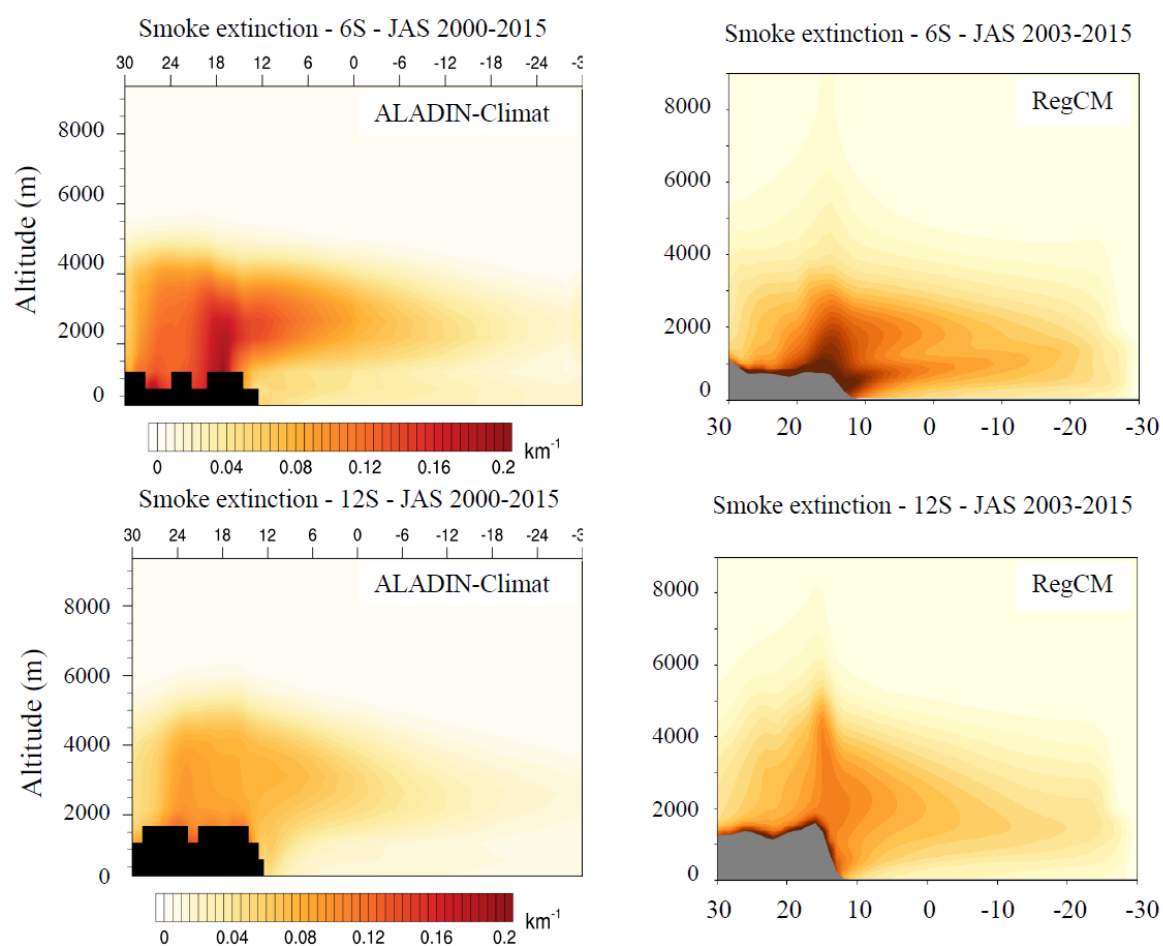 Smoke extinction - 6S - JAS 2000-2015
30 24 18 12 6 0 -6 -12 -18 -24 -3
ALADIN-Climat
Altitude (m)
8000
6000
4000
2000
0
0 0.04 0.08 0.12 0.16 0.2 km-1
Smoke extinction - 6S - JAS 2003-2015
RegCM
8000
6000
4000
2000
0
30 20 10 0 -10 -20 -30
Smoke extinction - 12S - JAS 2000-2015
30 24 18 12 6 0 -6 -12 -18 -24 -3
ALADIN-Climat
Altitude (m)
8000
6000
4000
2000
0
0 0.04 0.08 0.12 0.16 0.2 km-1
Smoke extinction - 12S - JAS 2003-2015
RegCM
8000
6000
4000
2000
0
30 20 10 0 -10 -20 -30